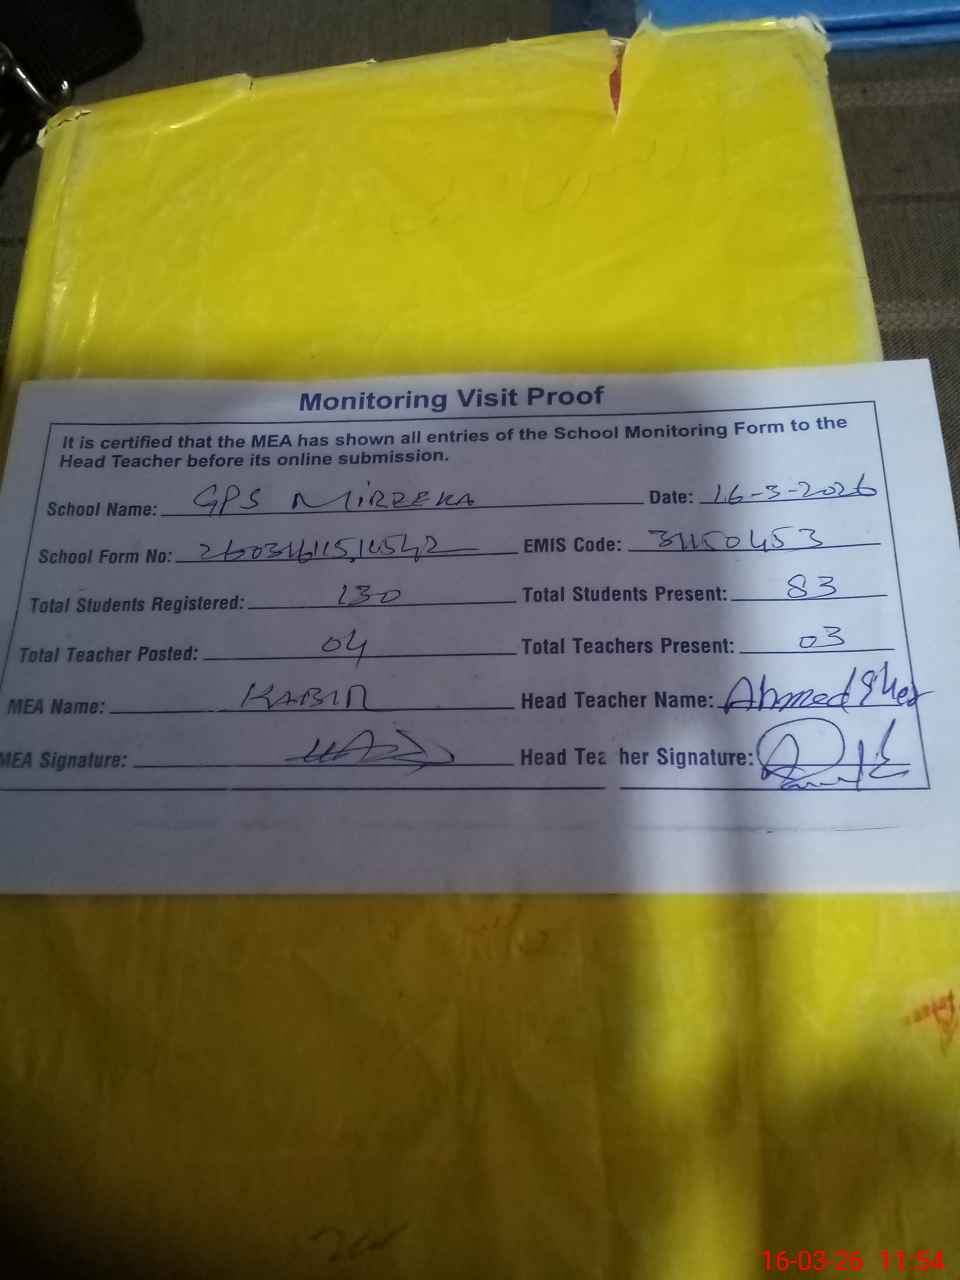 Monitoring Visit Proof
It is certified that the MEA has shown all entries of the School Monitoring Form to the
Head Teacher before its online submission.
School Name: GPS MIRZEKA Date: 16-3-2026
School Form No: EMIS Code: 31150453
Total Students Registered: 130 Total Students Present: 83
Total Teacher Posted: 04 Total Teachers Present: 03
MEA Name: KABIR Head Teacher Name: Ahmed Sher
MEA Signature: Head Teacher Signature:
16-03-26 11:54